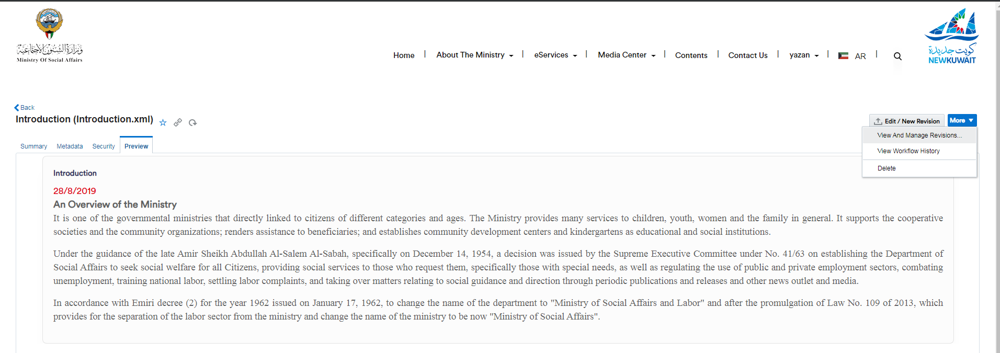 وزارة الشئون الاجتماعية
Ministry Of Social Affairs
Home | About The Ministry | eServices | Media Center | Contents | Contact Us | yazan | AR |
كويت جديدة
NEWKUWAIT
Back
Introduction (Introduction.xml)
Edit / New Revision More
View And Manage Revisions...
View Workflow History
Delete
Summary Metadata Security Preview
Introduction
28/8/2019
An Overview of the Ministry
It is one of the governmental ministries that directly linked to citizens of different categories and ages. The Ministry provides many services to children, youth, women and the family in general. It supports the cooperative
societies and the community organizations; renders assistance to beneficiaries; and establishes community development centers and kindergartens as educational and social institutions.
Under the guidance of the late Amir Sheikh Abdullah Al-Salem Al-Sabah, specifically on December 14, 1954, a decision was issued by the Supreme Executive Committee under No. 41/63 on establishing the Department of
Social Affairs to seek social welfare for all Citizens, providing social services to those who request them, specifically those with special needs, as well as regulating the use of public and private employment sectors, combating
unemployment, training national labor, settling labor complaints, and taking over matters relating to social guidance and direction through periodic publications and releases and other news outlet and media.
In accordance with Emiri decree (2) for the year 1962 issued on January 17, 1962, to change the name of the department to "Ministry of Social Affairs and Labor" and after the promulgation of Law No. 109 of 2013, which
provides for the separation of the labor sector from the ministry and change the name of the ministry to be now "Ministry of Social Affairs".